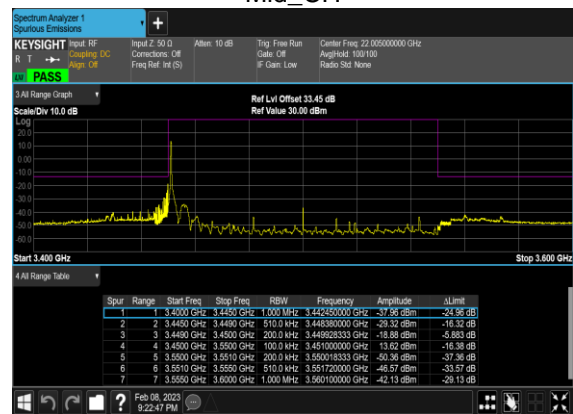 Mid_CH
Spectrum Analyzer 1
Spurious Emissions
KEYSIGHT Input: RF Input Z: 50 Ω Atten: 10 dB Trig: Free Run Center Freq: 22.005000000 GHz
R T Coupling: DC Corrections: Off Gate: Off Avg|Hold: 100/100
Align: Off Freq Ref: Int (S) IF Gain: Low Radio Std: None
PASS
3 All Range Graph
Ref Lvl Offset 33.45 dB
Scale/Div 10.0 dB Ref Value 30.00 dBm
Log
20.0
10.0
0.00
-10.0
-20.0
-30.0
-40.0
-50.0
-60.0
Start 3.400 GHz Stop 3.600 GHz
4 All Range Table
Spur Range Start Freq Stop Freq RBW Frequency Amplitude ΔLimit
1 1 3.4000 GHz 3.4450 GHz 1.000 MHz 3.442450000 GHz -37.96 dBm -24.96 dB
2 2 3.4450 GHz 3.4490 GHz 510.0 kHz 3.448380000 GHz -29.32 dBm -16.32 dB
3 3 3.4490 GHz 3.4500 GHz 200.0 kHz 3.449928333 GHz -18.88 dBm -5.883 dB
4 4 3.4500 GHz 3.5500 GHz 100.0 kHz 3.451000000 GHz 13.62 dBm -16.38 dB
5 5 3.5500 GHz 3.5510 GHz 200.0 kHz 3.550018333 GHz -50.36 dBm -37.36 dB
6 6 3.5510 GHz 3.5550 GHz 510.0 kHz 3.551720000 GHz -46.57 dBm -33.57 dB
7 7 3.5550 GHz 3.6000 GHz 1.000 MHz 3.560100000 GHz -42.13 dBm -29.13 dB
Feb 08, 2023
9:22:47 PM